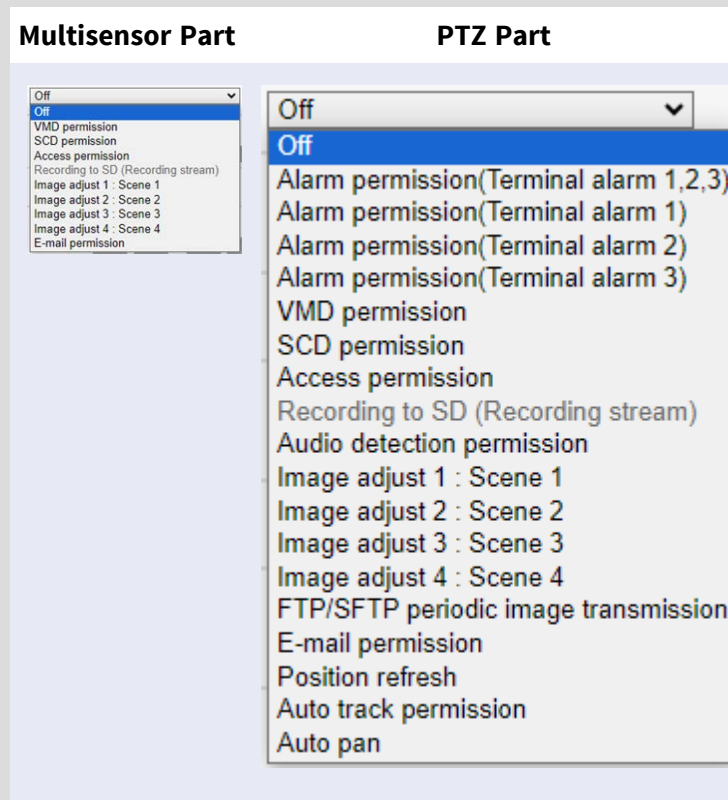 Multisensor Part
PTZ Part
Off
Off
VMD permission
SCD permission
Access permission
Recording to SD (Recording stream)
Image adjust 1 : Scene 1
Image adjust 2 : Scene 2
Image adjust 3 : Scene 3
Image adjust 4 : Scene 4
E-mail permission
Off
Off
Alarm permission(Terminal alarm 1,2,3)
Alarm permission(Terminal alarm 1)
Alarm permission(Terminal alarm 2)
Alarm permission(Terminal alarm 3)
VMD permission
SCD permission
Access permission
Recording to SD (Recording stream)
Audio detection permission
Image adjust 1 : Scene 1
Image adjust 2 : Scene 2
Image adjust 3 : Scene 3
Image adjust 4 : Scene 4
FTP/SFTP periodic image transmission
E-mail permission
Position refresh
Auto track permission
Auto pan